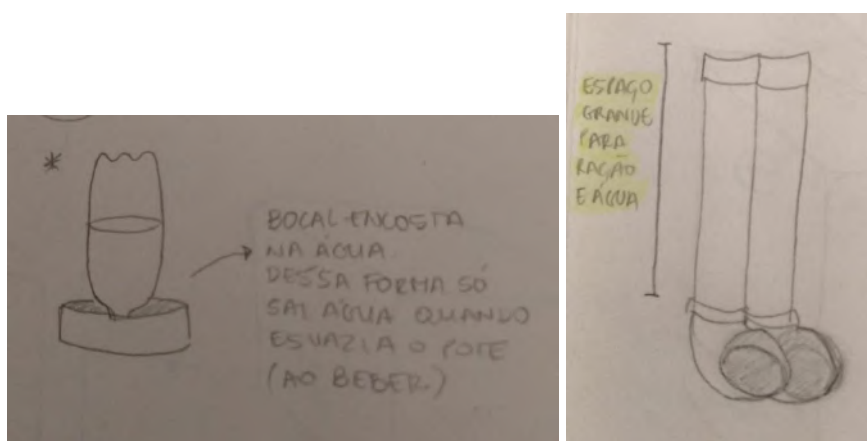 *
BOCAL ENCOSTA
NA ÁGUA.
DESSA FORMA SÓ
SAI ÁGUA QUANDO
ESVAZIA O POTE
(AO BEBER.)
ESPAÇO
GRANDE
PARA
RAÇÃO
E ÁGUA